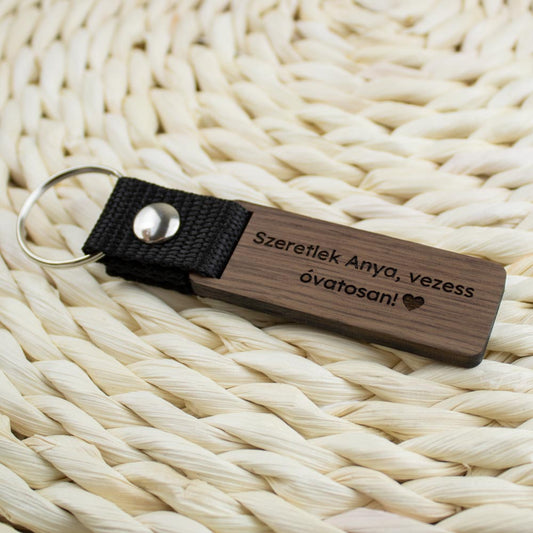 Szeretlek Anya, vezess
óvatosan! ♥